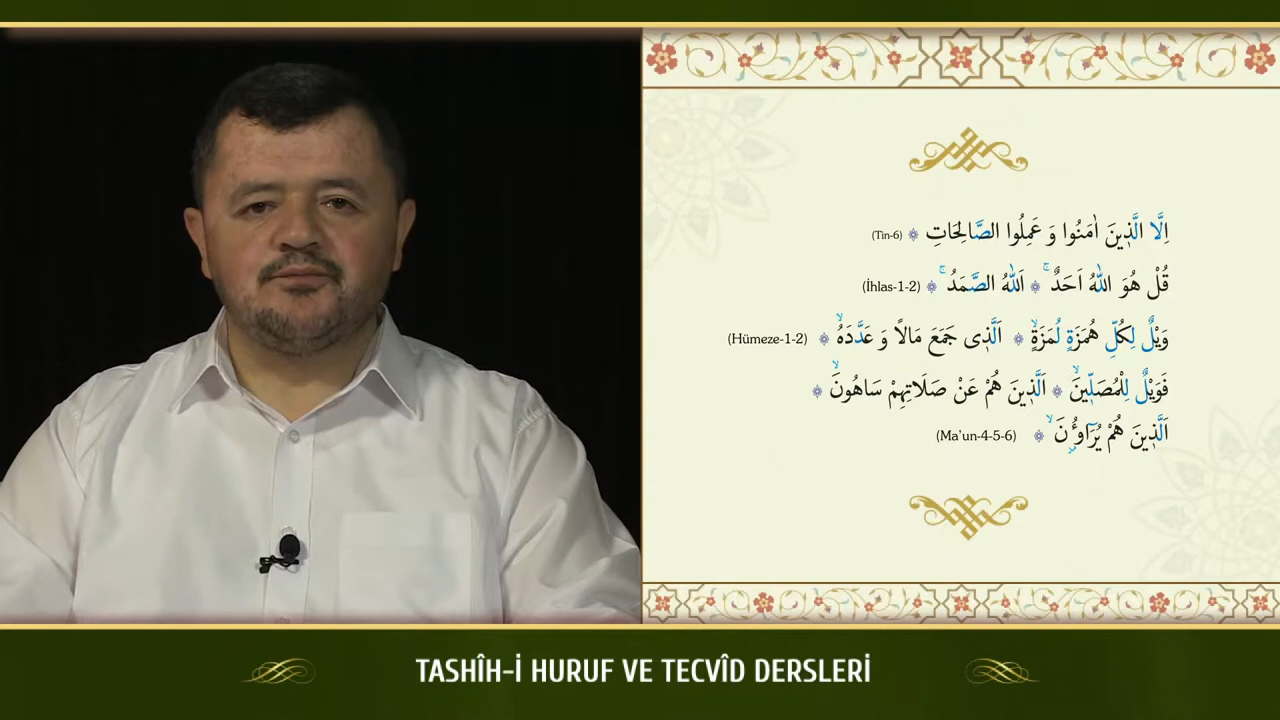 اِلَّا الَّذ۪ينَ اٰمَنُوا وَ عَمِلُوا الصَّالِحَاتِ ۞ (Tin-6)
قُلْ هُوَ اللّٰهُ اَحَدٌۚ ۞ اَللّٰهُ الصَّمَدُۚ ۞ (İhlas-1-2)
وَيْلٌ لِكُلِّ هُمَزَةٍ لُمَزَةٍۙ ۞ اَلَّذ۪ى جَمَعَ مَالًا وَ عَدَّدَهُۙ ۞ (Hümeze-1-2)
فَوَيْلٌ لِلْمُصَلّ۪ينَۙ ۞ اَلَّذ۪ينَ هُمْ عَنْ صَلَاتِهِمْ سَاهُونَۙ ۞
اَلَّذ۪ينَ هُمْ يُرَٓاؤُ۫نَۙ ۞ (Ma'un-4-5-6)
TASHÎH-İ HURUF VE TECVÎD DERSLERİ